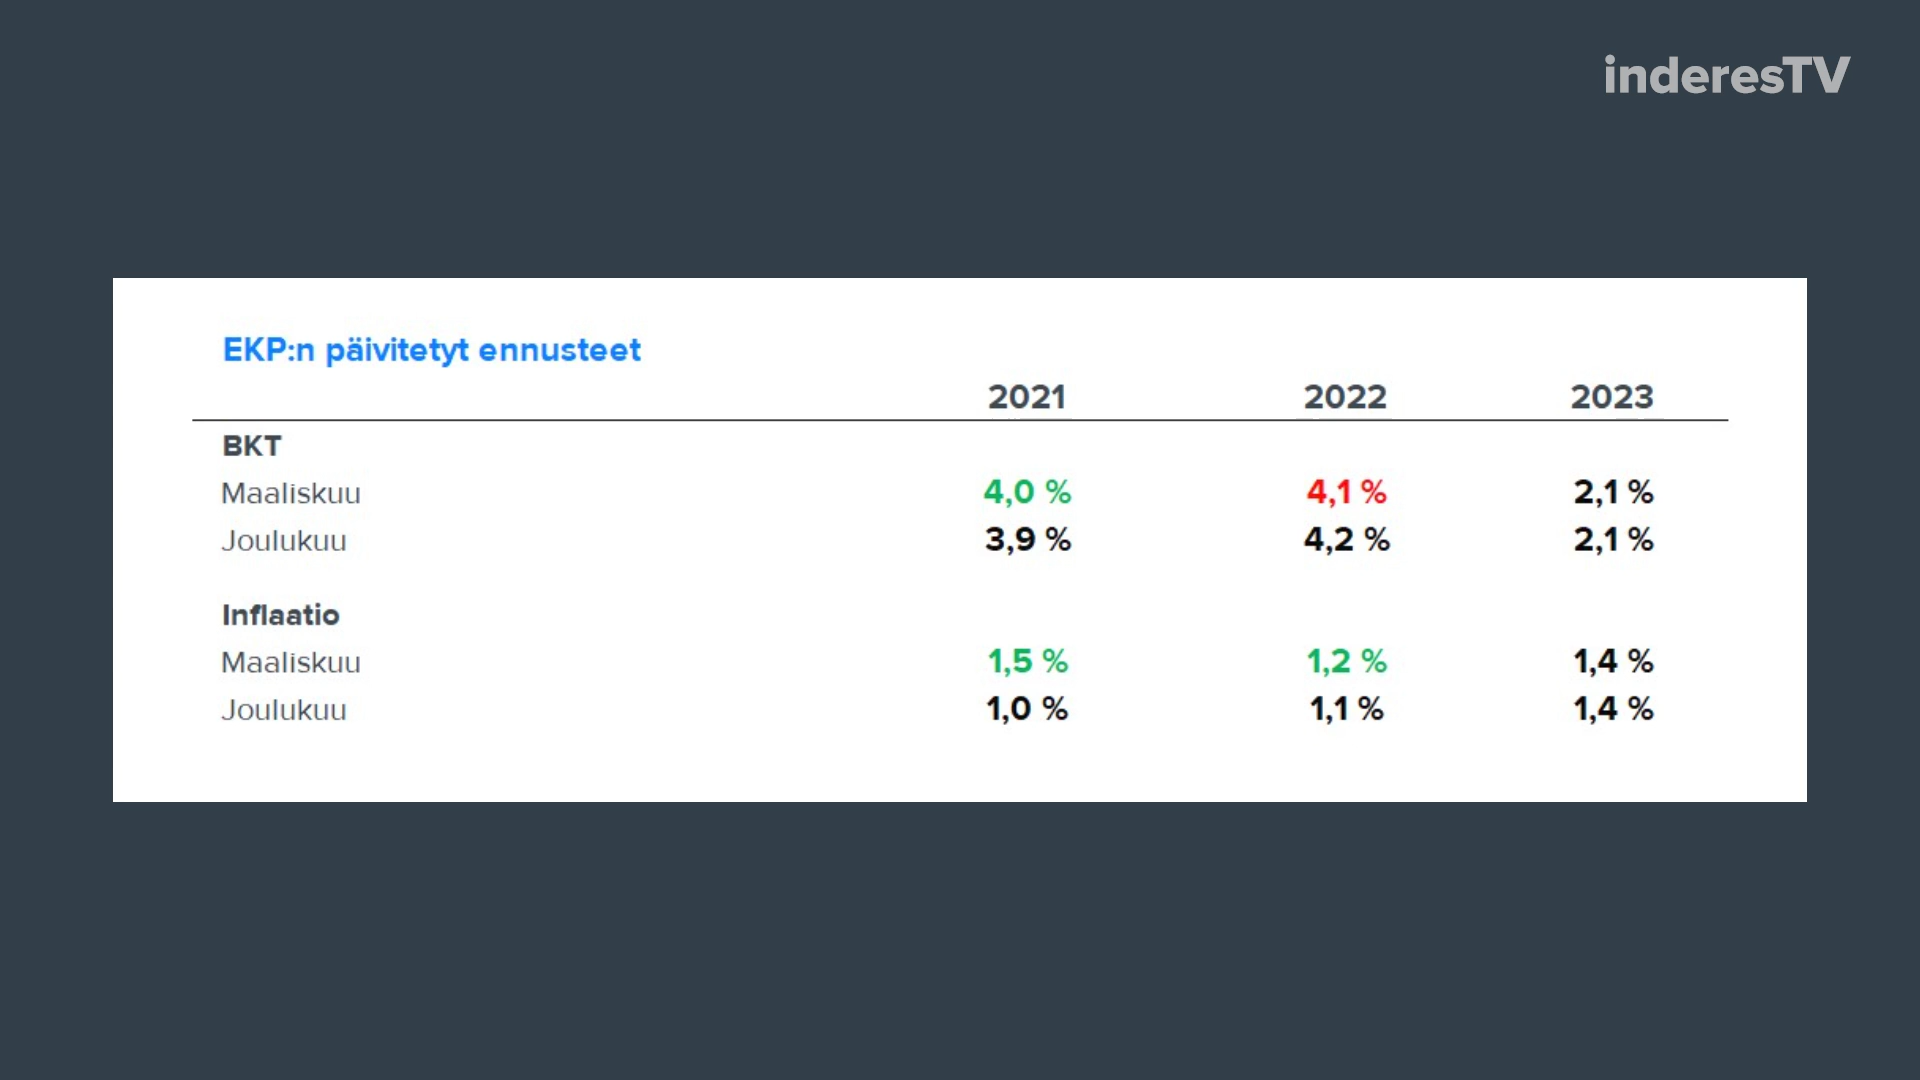 inderesTV
EKP:n päivitetyt ennusteet
2021 2022 2023
BKT
Maaliskuu 4,0 % 4,1 % 2,1 %
Joulukuu 3,9 % 4,2 % 2,1 %
Inflaatio
Maaliskuu 1,5 % 1,2 % 1,4 %
Joulukuu 1,0 % 1,1 % 1,4 %